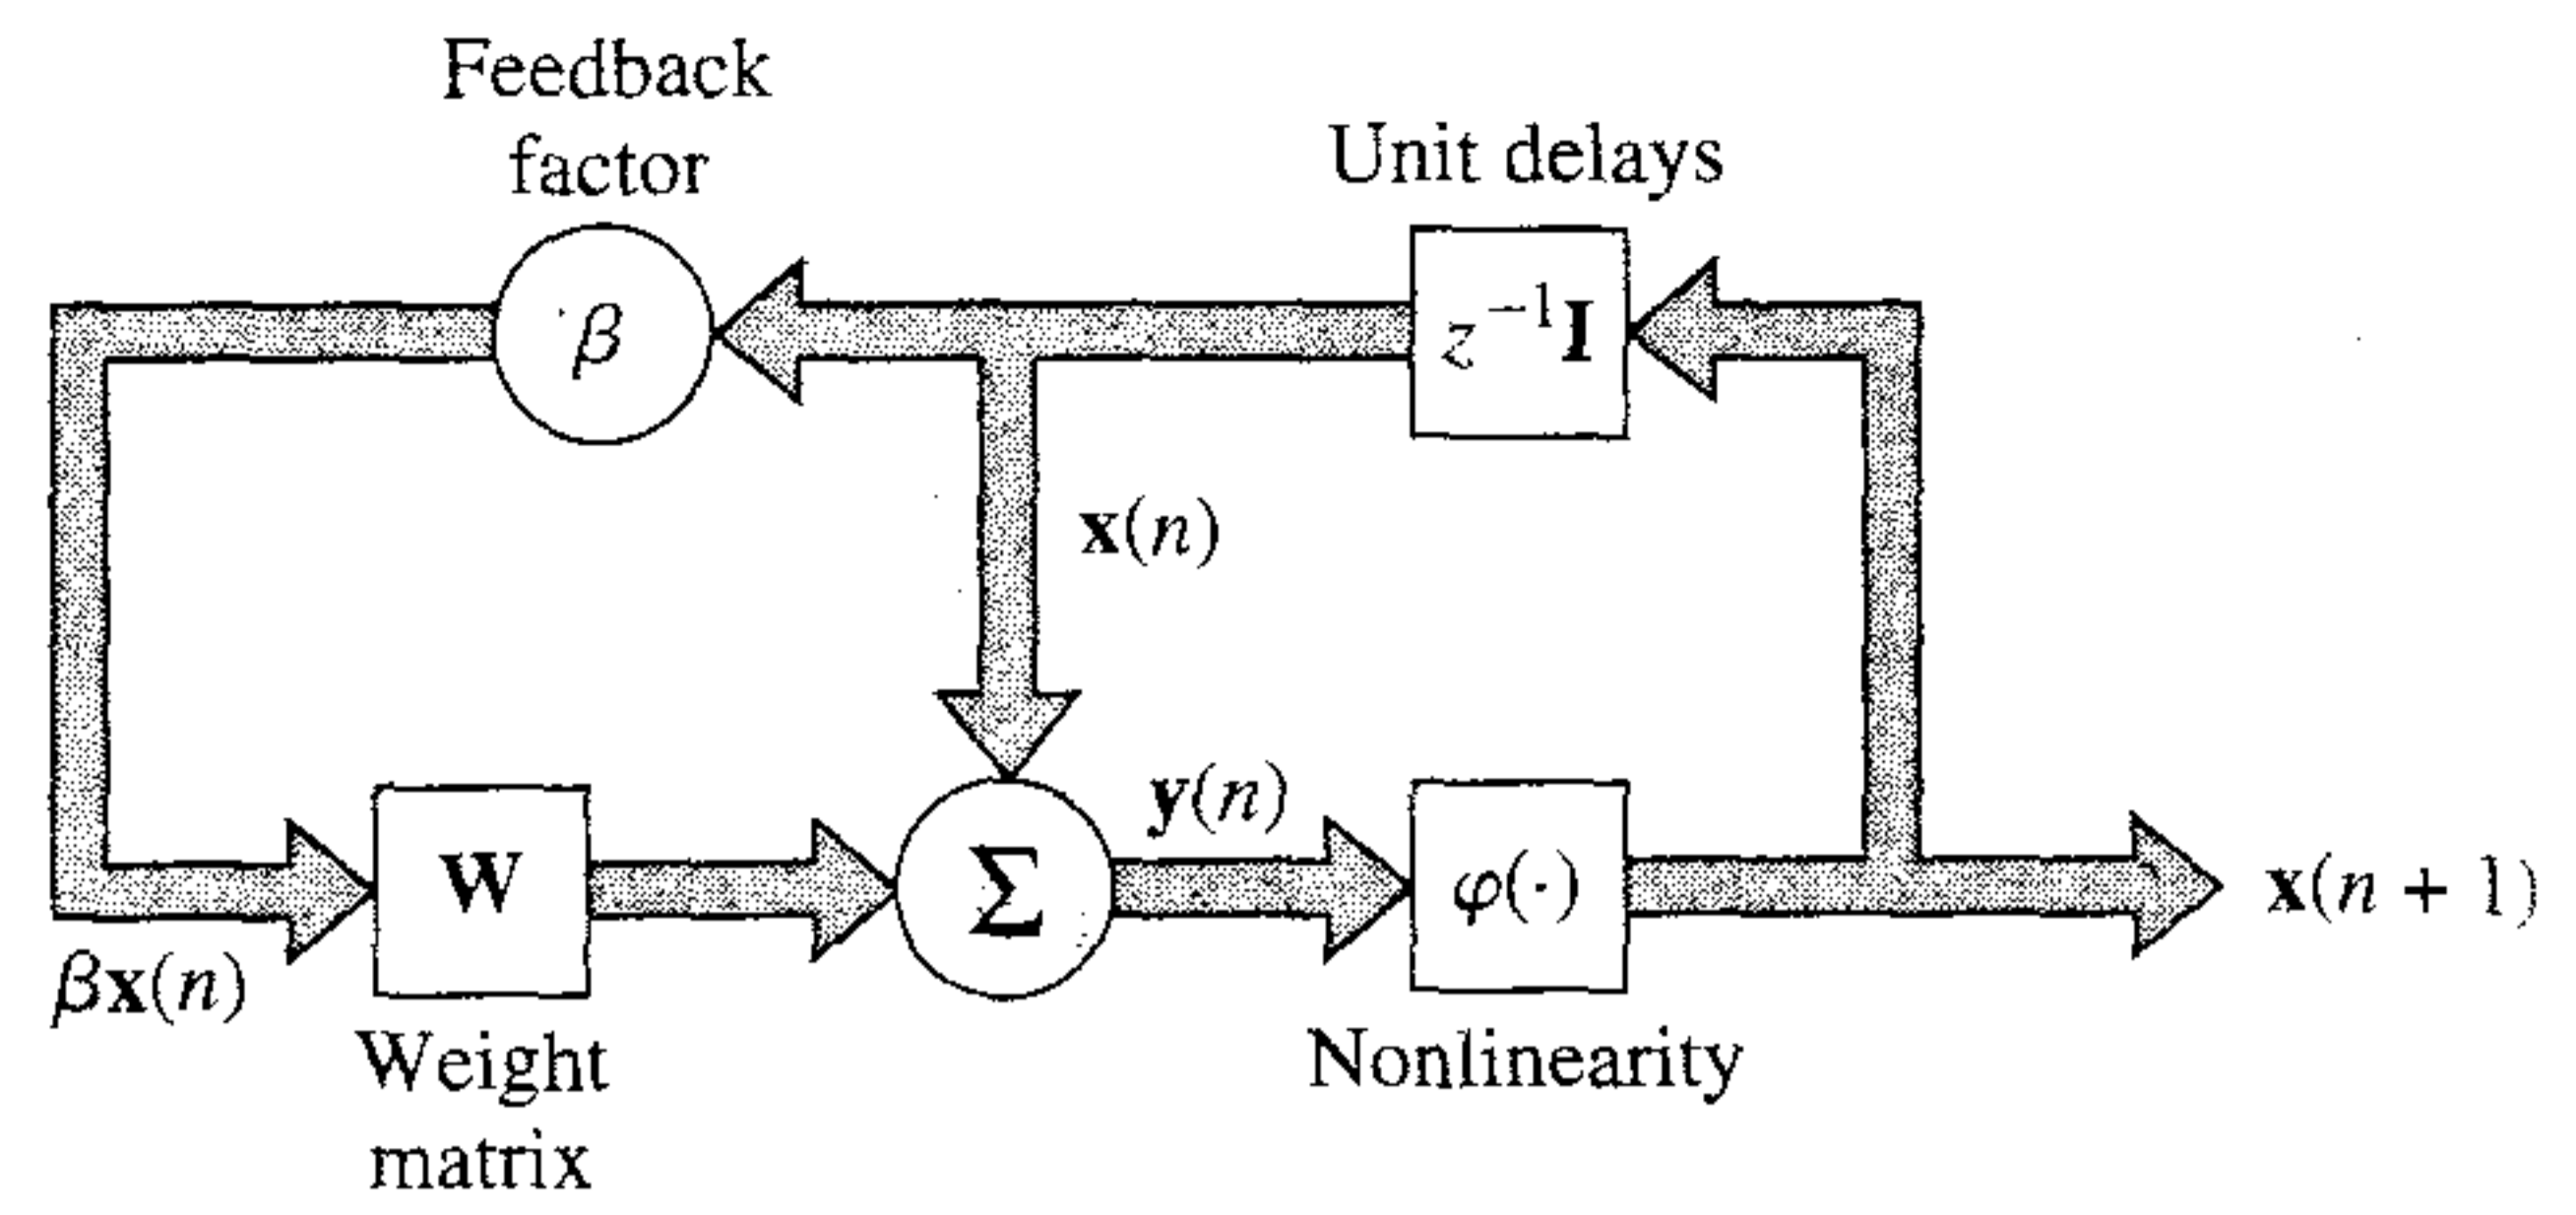 Feedback
factor
Unit delays
β
z⁻¹I
x(n)
y(n)
W
Σ
φ(·)
x(n + 1)
βx(n)
Weight
matrix
Nonlinearity